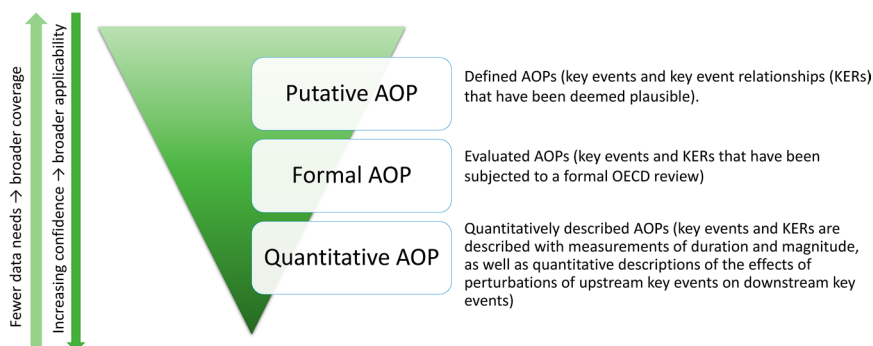 Fewer data needs → broader coverage
Increasing confidence → broader applicability
Putative AOP
Defined AOPs (key events and key event relationships (KERs)
that have been deemed plausible).
Formal AOP
Evaluated AOPs (key events and KERs that have been
subjected to a formal OECD review)
Quantitative AOP
Quantitatively described AOPs (key events and KERs are
described with measurements of duration and magnitude,
as well as quantitative descriptions of the effects of
perturbations of upstream key events on downstream key
events)